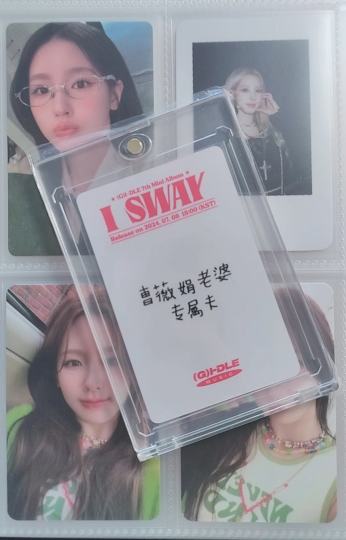 ★ (G)I-DLE 7th Mini Album ★
I SWAY
Release on 2024. 07. 08. 18:00 (KST)
曺薇娟老婆
专属卡
(G)I-DLE
MUSIC